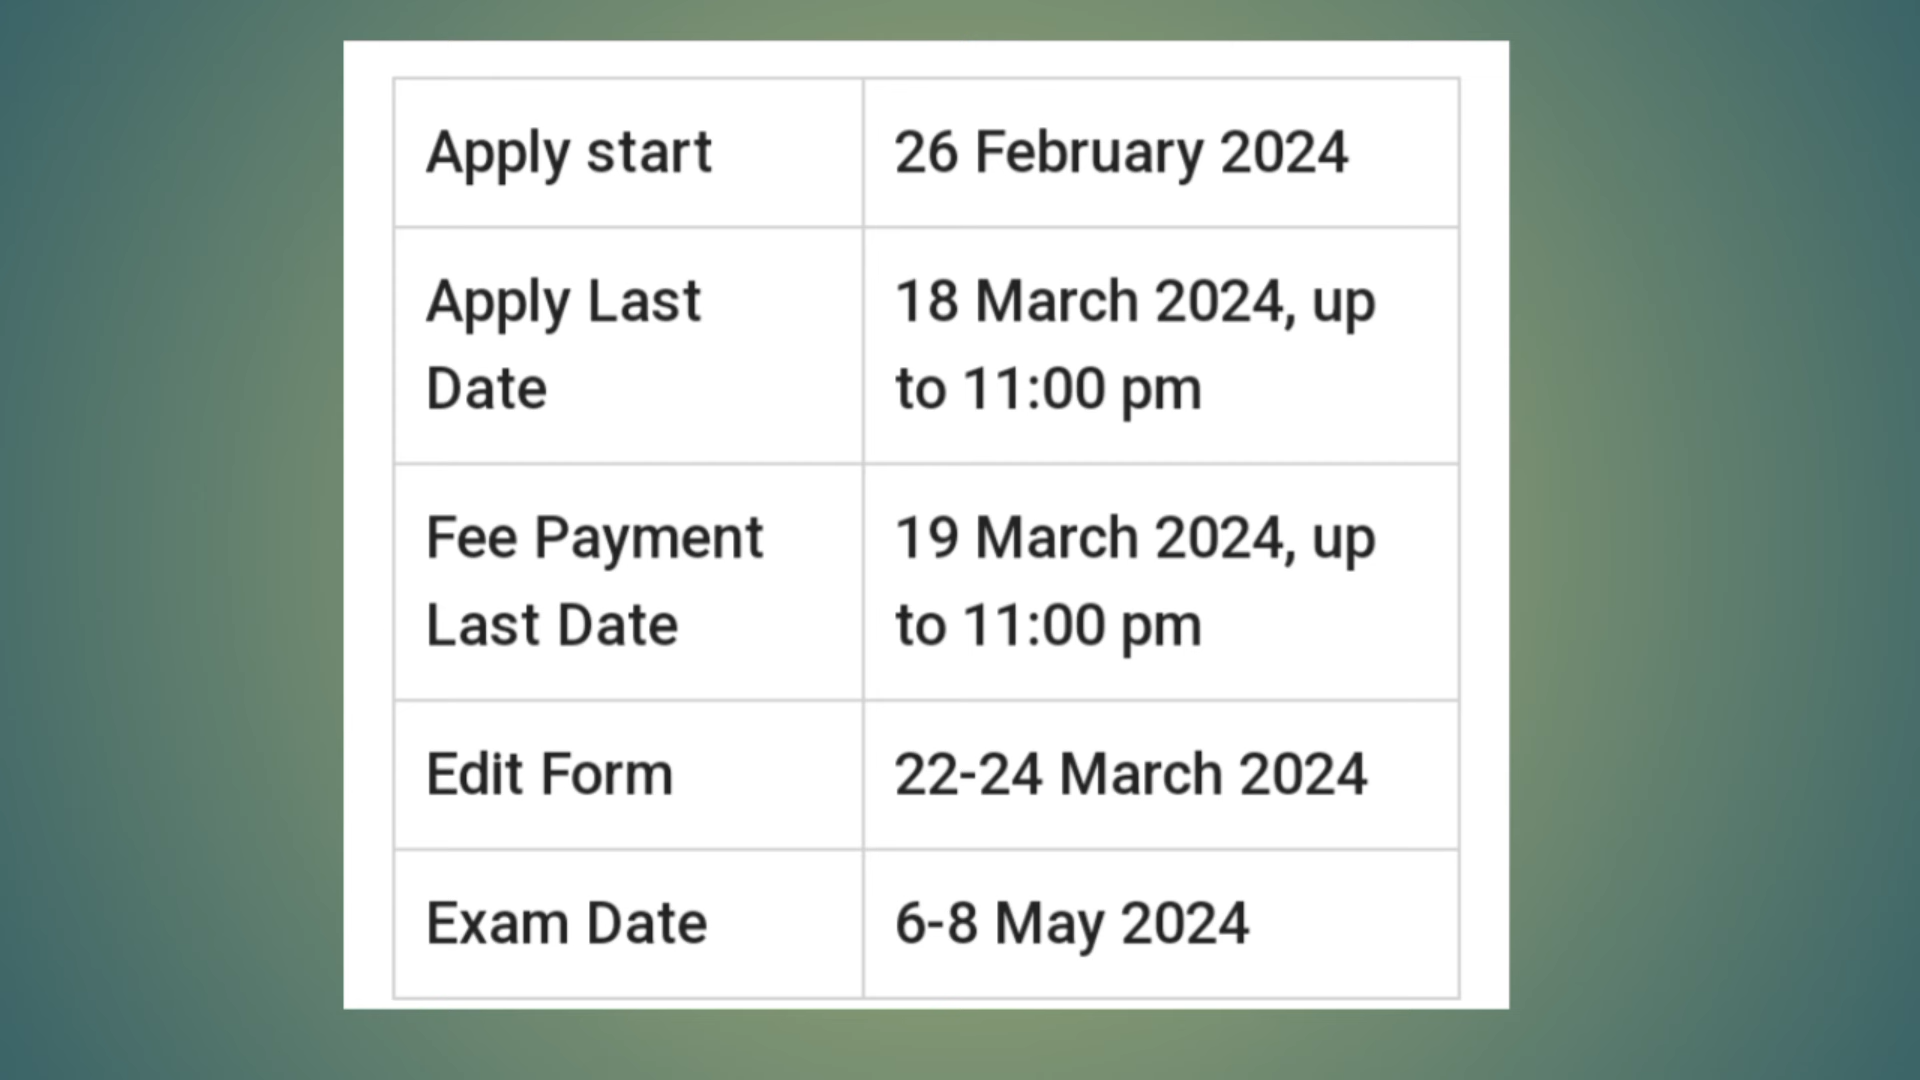 Apply start
26 February 2024
Apply Last
Date
18 March 2024, up
to 11:00 pm
Fee Payment
Last Date
19 March 2024, up
to 11:00 pm
Edit Form
22-24 March 2024
Exam Date
6-8 May 2024